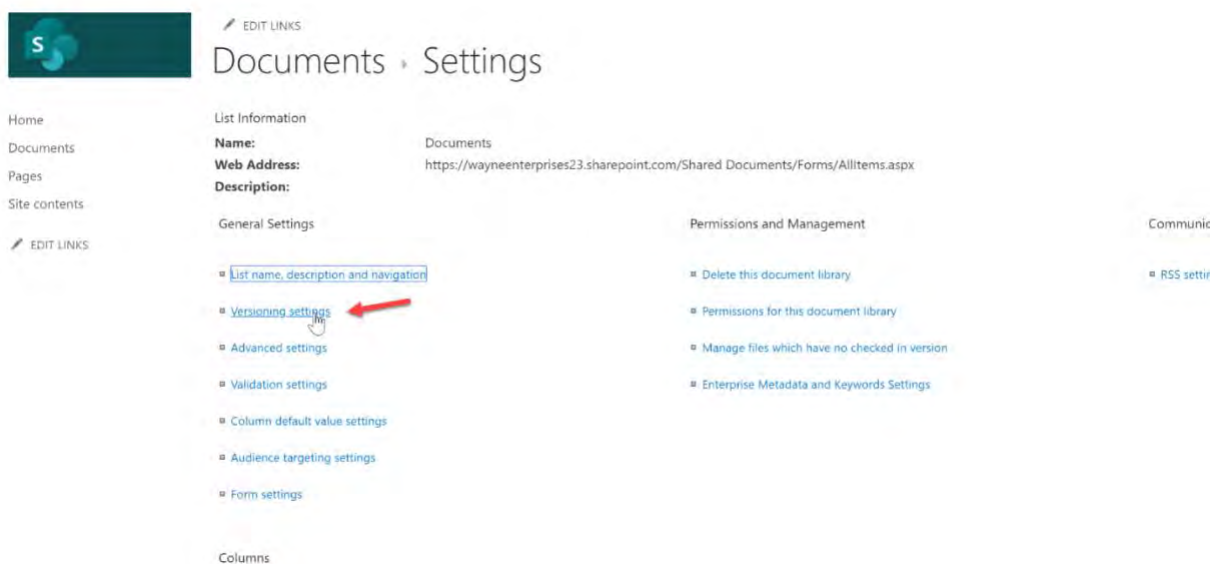 S
EDIT LINKS
Documents › Settings
Home
Documents
Pages
Site contents
EDIT LINKS
List Information
Name: Documents
Web Address: https://wayneenterprises23.sharepoint.com/Shared Documents/Forms/AllItems.aspx
Description:
General Settings
List name, description and navigation
Versioning settings
Advanced settings
Validation settings
Column default value settings
Audience targeting settings
Form settings
Permissions and Management
Delete this document library
Permissions for this document library
Manage files which have no checked in version
Enterprise Metadata and Keywords Settings
Communic
RSS settin
Columns